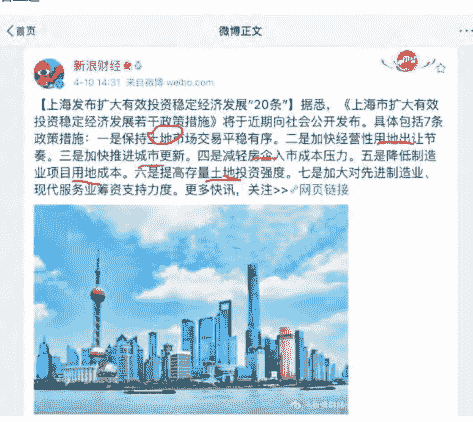 首页
微博正文
新浪财经
4-10 14:31 来自微博 weibo.com
【上海发布扩大有效投资稳定经济发展“20条”】据悉，《上海市扩大有效
投资稳定经济发展若干政策措施》将于近期向社会公开发布。具体包括7条
政策措施：一是保持土地市场交易平稳有序。二是加快经营性用地出让节
奏。三是加快推进城市更新。四是减轻房企入市成本压力。五是降低制造
业项目用地成本。六是提高存量土地投资强度。七是加大对先进制造业、
现代服务业筹资支持力度。更多快讯，关注>>网页链接